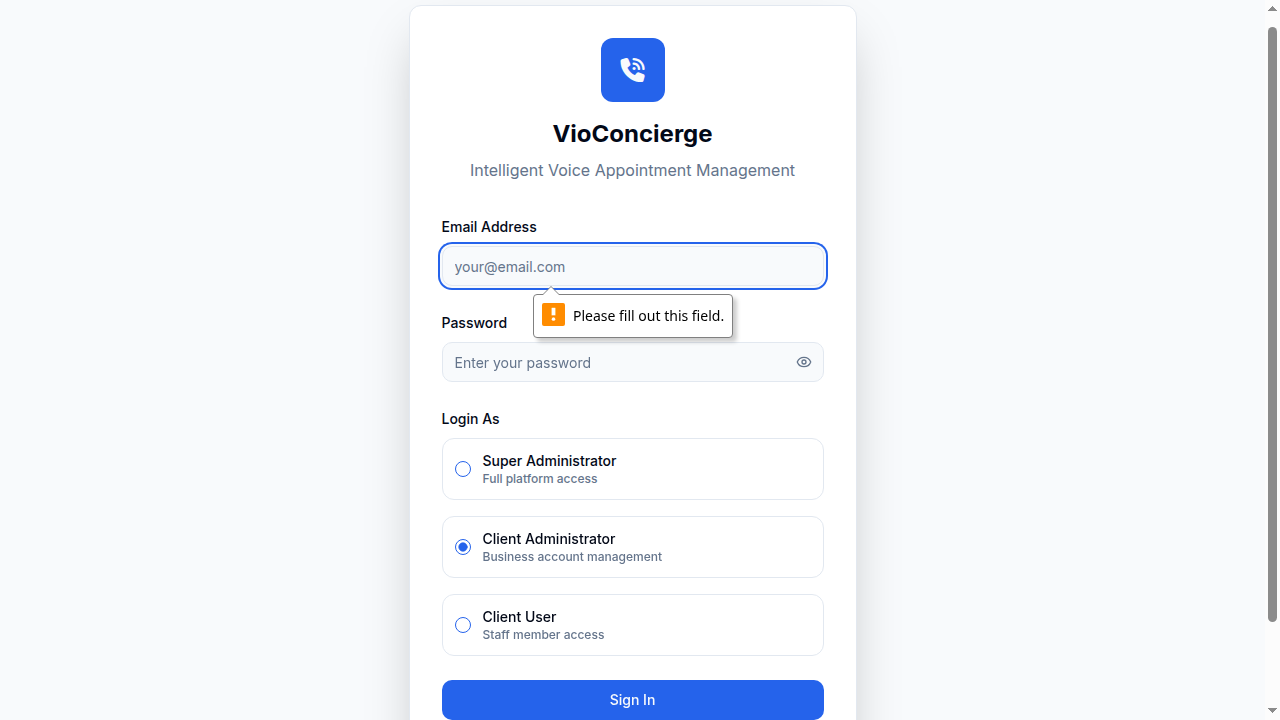 VioConcierge
Intelligent Voice Appointment Management
Email Address
your@email.com
Please fill out this field.
Password
Enter your password
Login As
Super Administrator
Full platform access
Client Administrator
Business account management
Client User
Staff member access
Sign In